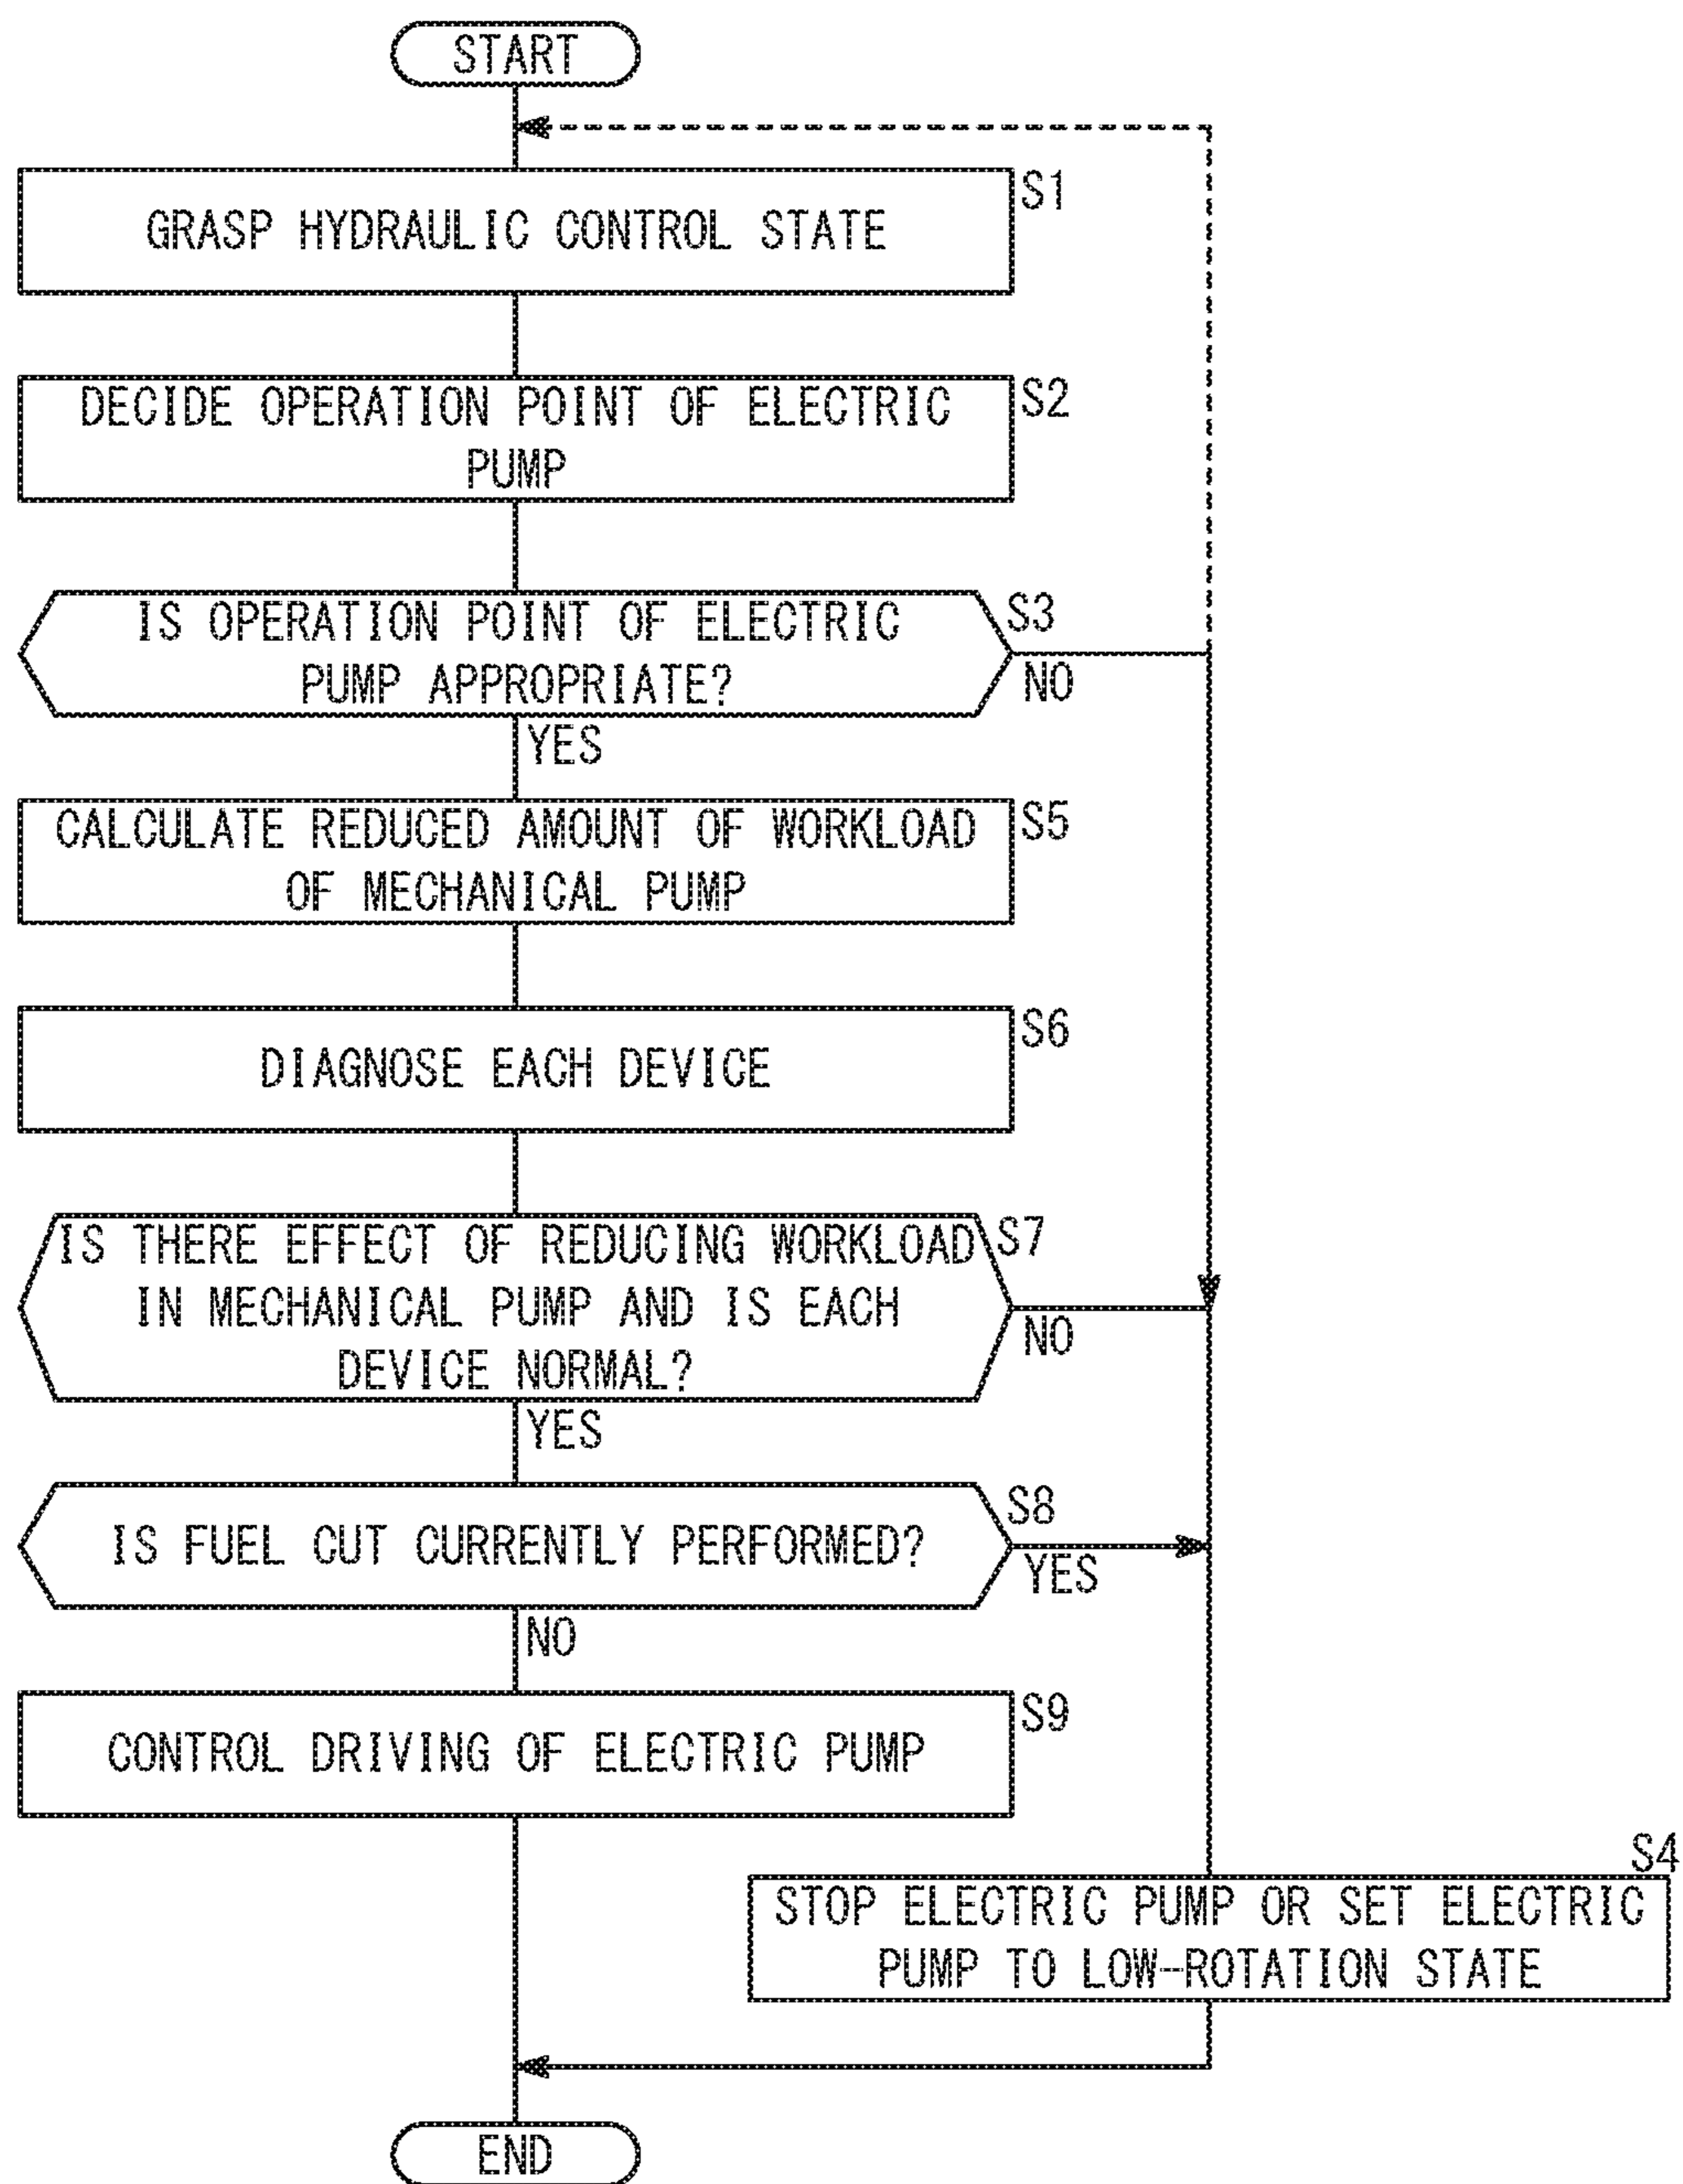 START
GRASP HYDRAULIC CONTROL STATE
S1
DECIDE OPERATION POINT OF ELECTRIC
PUMP
S2
IS OPERATION POINT OF ELECTRIC
PUMP APPROPRIATE?
S3
NO
YES
CALCULATE REDUCED AMOUNT OF WORKLOAD
OF MECHANICAL PUMP
S5
DIAGNOSE EACH DEVICE
S6
IS THERE EFFECT OF REDUCING WORKLOAD
IN MECHANICAL PUMP AND IS EACH
DEVICE NORMAL?
S7
NO
YES
IS FUEL CUT CURRENTLY PERFORMED?
S8
YES
NO
CONTROL DRIVING OF ELECTRIC PUMP
S9
S4
STOP ELECTRIC PUMP OR SET ELECTRIC
PUMP TO LOW-ROTATION STATE
END